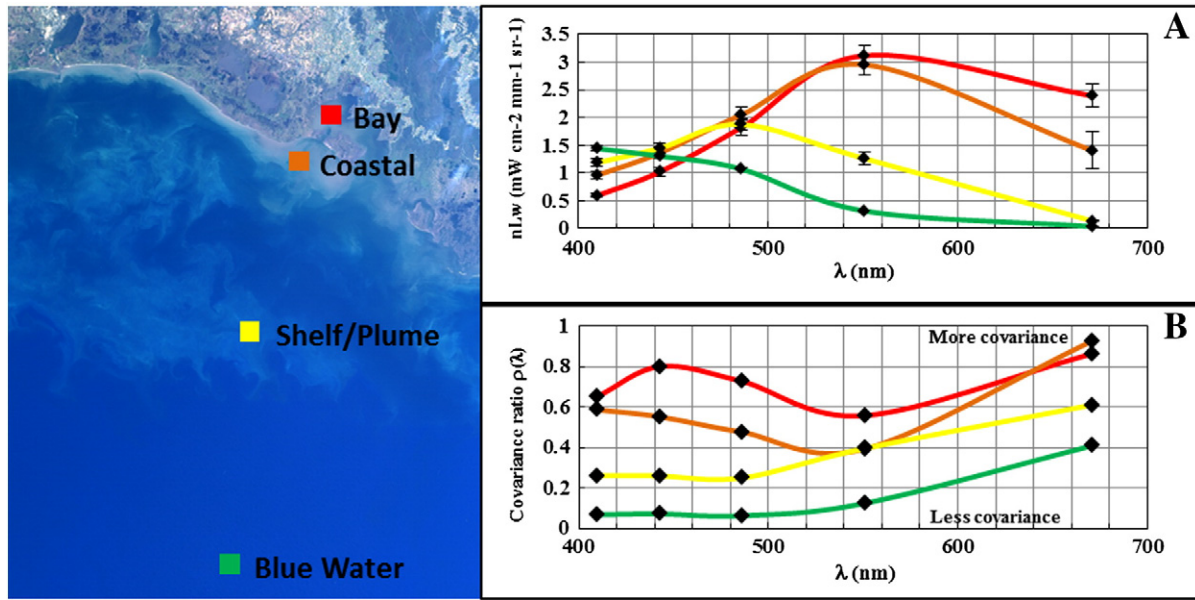 Bay
Coastal
Shelf/Plume
Blue Water
A
nLw (mW cm-2 mm-1 sr-1)
3.5
3
2.5
2
1.5
1
0.5
0
400 500 600 700
λ (nm)
B
Covariance ratio ρ(λ)
1
0.8
0.6
0.4
0.2
0
More covariance
Less covariance
400 500 600 700
λ (nm)